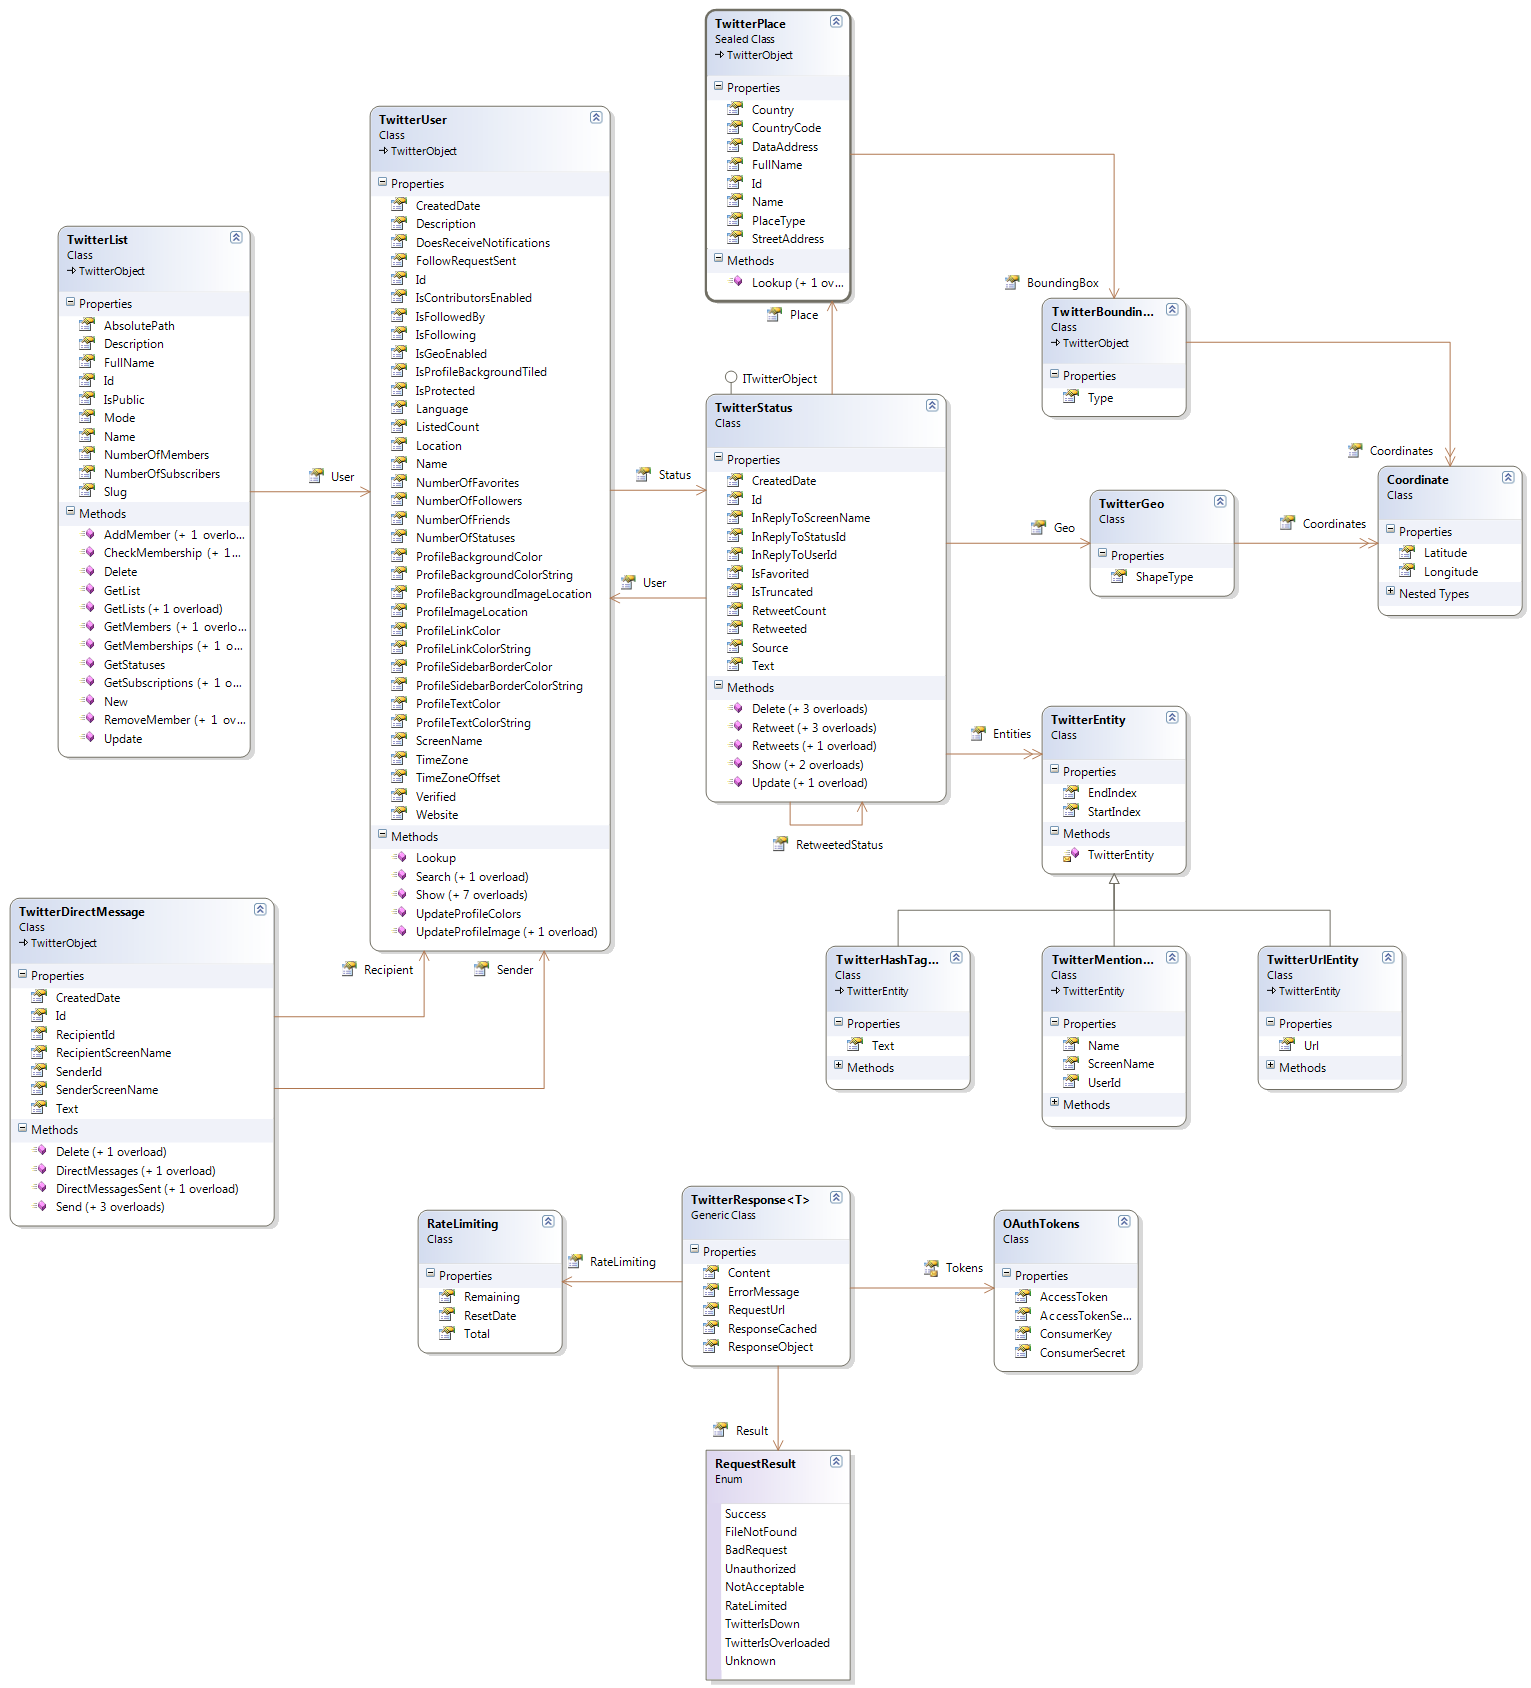 TwitterPlace
Sealed Class
TwitterObject
Properties
Country
CountryCode
DataAddress
FullName
Id
Name
PlaceType
StreetAddress
Methods
Lookup (+ 1 ov...
Place
TwitterUser
Class
TwitterObject
Properties
CreatedDate
Description
DoesReceiveNotifications
FollowRequestSent
Id
IsContributorsEnabled
IsFollowedBy
IsFollowing
IsGeoEnabled
IsProfileBackgroundTiled
IsProtected
Language
ListedCount
Location
Name
NumberOfFavorites
NumberOfFollowers
NumberOfFriends
NumberOfStatuses
ProfileBackgroundColor
ProfileBackgroundColorString
ProfileBackgroundImageLocation
ProfileImageLocation
ProfileLinkColor
ProfileLinkColorString
ProfileSidebarBorderColor
ProfileSidebarBorderColorString
ProfileTextColor
ProfileTextColorString
ScreenName
TimeZone
TimeZoneOffset
Verified
Website
Methods
Lookup
Search (+ 1 overload)
Show (+ 7 overloads)
UpdateProfileColors
UpdateProfileImage (+ 1 overload)
TwitterList
Class
TwitterObject
Properties
AbsolutePath
Description
FullName
Id
IsPublic
Mode
Name
NumberOfMembers
NumberOfSubscribers
Slug
Methods
AddMember (+ 1 overlo...
CheckMembership (+ 1...
Delete
GetList
GetLists (+ 1 overload)
GetMembers (+ 1 overlo...
GetMemberships (+ 1 o...
GetStatuses
GetSubscriptions (+ 1 o...
New
RemoveMember (+ 1 ov...
Update
User
Status
User
BoundingBox
TwitterBoundin...
Class
TwitterObject
Properties
Type
ITwitterObject
TwitterStatus
Class
Properties
CreatedDate
Id
InReplyToScreenName
InReplyToStatusId
InReplyToUserId
IsFavorited
IsTruncated
RetweetCount
Retweeted
Source
Text
Methods
Delete (+ 3 overloads)
Retweet (+ 3 overloads)
Retweets (+ 1 overload)
Show (+ 2 overloads)
Update (+ 1 overload)
RetweetedStatus
Geo
TwitterGeo
Class
Properties
ShapeType
Coordinates
Coordinates
Coordinate
Class
Properties
Latitude
Longitude
Nested Types
Entities
TwitterEntity
Class
Properties
EndIndex
StartIndex
Methods
TwitterEntity
TwitterHashTag...
Class
TwitterEntity
Properties
Text
Methods
TwitterMention...
Class
TwitterEntity
Properties
Name
ScreenName
UserId
Methods
TwitterUrlEntity
Class
TwitterEntity
Properties
Url
Methods
TwitterDirectMessage
Class
TwitterObject
Properties
CreatedDate
Id
RecipientId
RecipientScreenName
SenderId
SenderScreenName
Text
Methods
Delete (+ 1 overload)
DirectMessages (+ 1 overload)
DirectMessagesSent (+ 1 overload)
Send (+ 3 overloads)
Recipient
Sender
RateLimiting
Class
Properties
Remaining
ResetDate
Total
RateLimiting
TwitterResponse<T>
Generic Class
Properties
Content
ErrorMessage
RequestUrl
ResponseCached
ResponseObject
Tokens
OAuthTokens
Class
Properties
AccessToken
AccessTokenSe...
ConsumerKey
ConsumerSecret
Result
RequestResult
Enum
Success
FileNotFound
BadRequest
Unauthorized
NotAcceptable
RateLimited
TwitterIsDown
TwitterIsOverloaded
Unknown